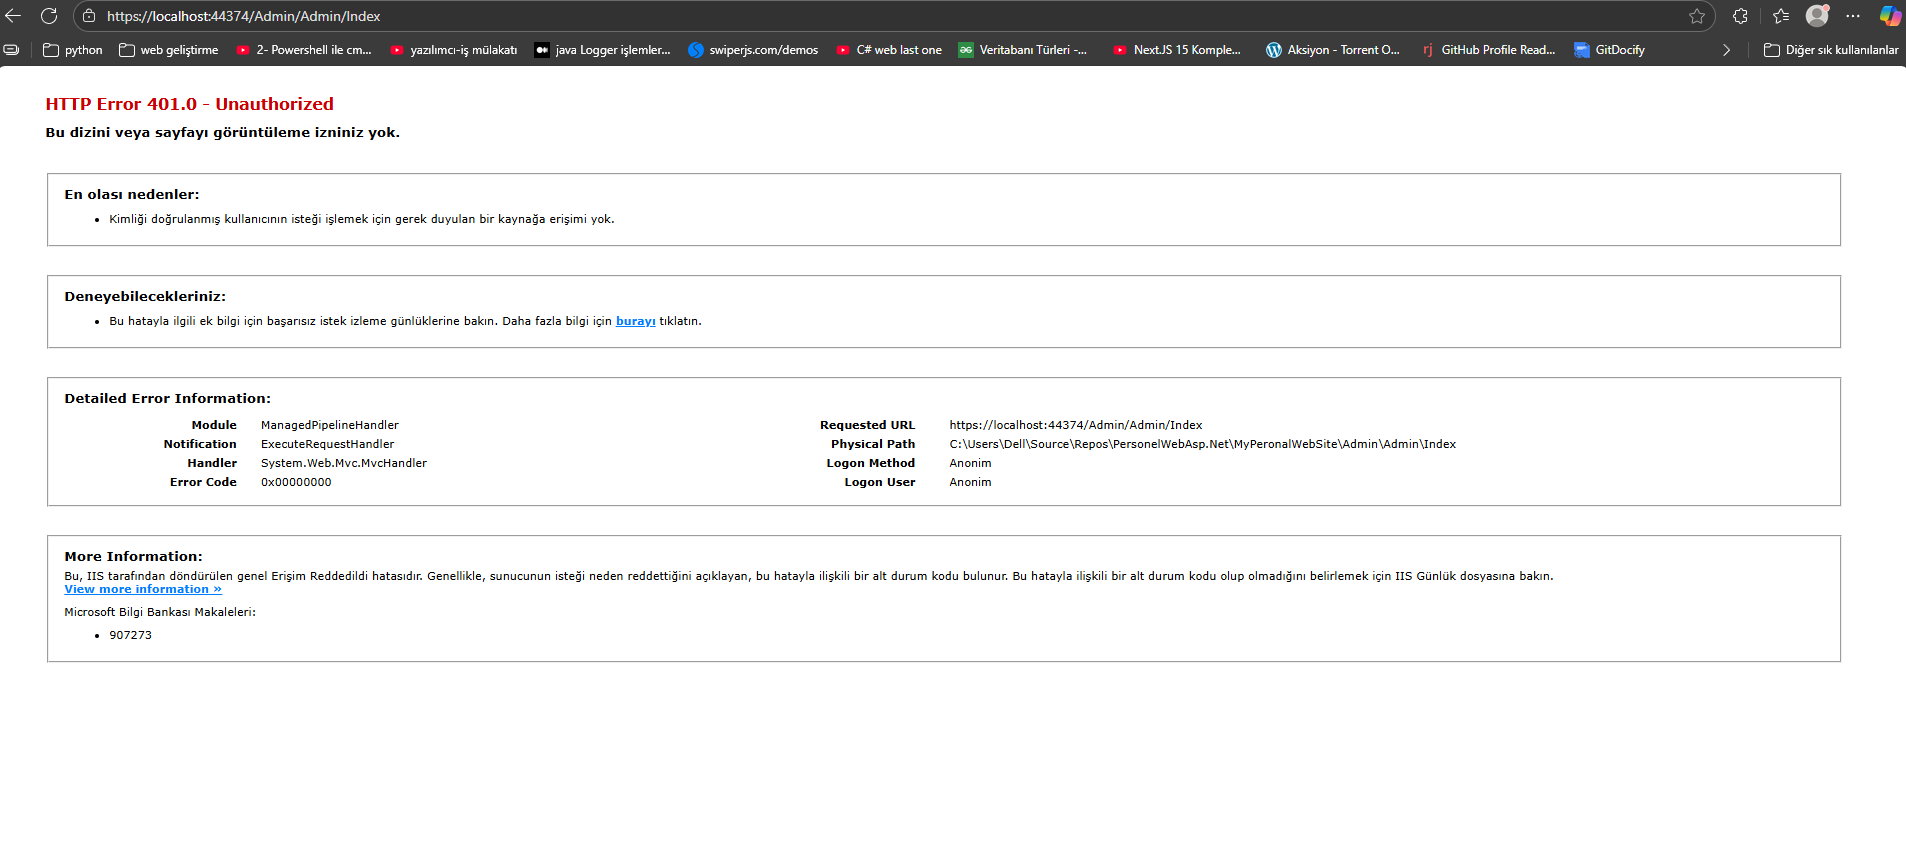 https://localhost:44374/Admin/Admin/Index
python web geliştirme 2- Powershell ile cm... yazılımcı-iş mülakatı java Logger işlemler... swiperjs.com/demos C# web last one Veritabanı Türleri -... NextJS 15 Komple... Aksiyon - Torrent O... GitHub Profile Read... GitDocify Diğer sık kullanılanlar
HTTP Error 401.0 - Unauthorized
Bu dizini veya sayfayı görüntüleme izniniz yok.
En olası nedenler:
• Kimliği doğrulanmış kullanıcının isteği işlemek için gerek duyulan bir kaynağa erişimi yok.
Deneyebilecekleriniz:
• Bu hatayla ilgili ek bilgi için başarısız istek izleme günlüklerine bakın. Daha fazla bilgi için burayı tıklatın.
Detailed Error Information:
Module ManagedPipelineHandler
Notification ExecuteRequestHandler
Handler System.Web.Mvc.MvcHandler
Error Code 0x00000000
Requested URL https://localhost:44374/Admin/Admin/Index
Physical Path C:\Users\Dell\Source\Repos\PersonelWebAsp.Net\MyPeronalWebSite\Admin\Admin\Index
Logon Method Anonim
Logon User Anonim
More Information:
Bu, IIS tarafından döndürülen genel Erişim Reddedildi hatasıdır. Genellikle, sunucunun isteği neden reddettiğini açıklayan, bu hatayla ilişkili bir alt durum kodu bulunur. Bu hatayla ilişkili bir alt durum kodu olup olmadığını belirlemek için IIS Günlük dosyasına bakın.
View more information »
Microsoft Bilgi Bankası Makaleleri:
• 907273